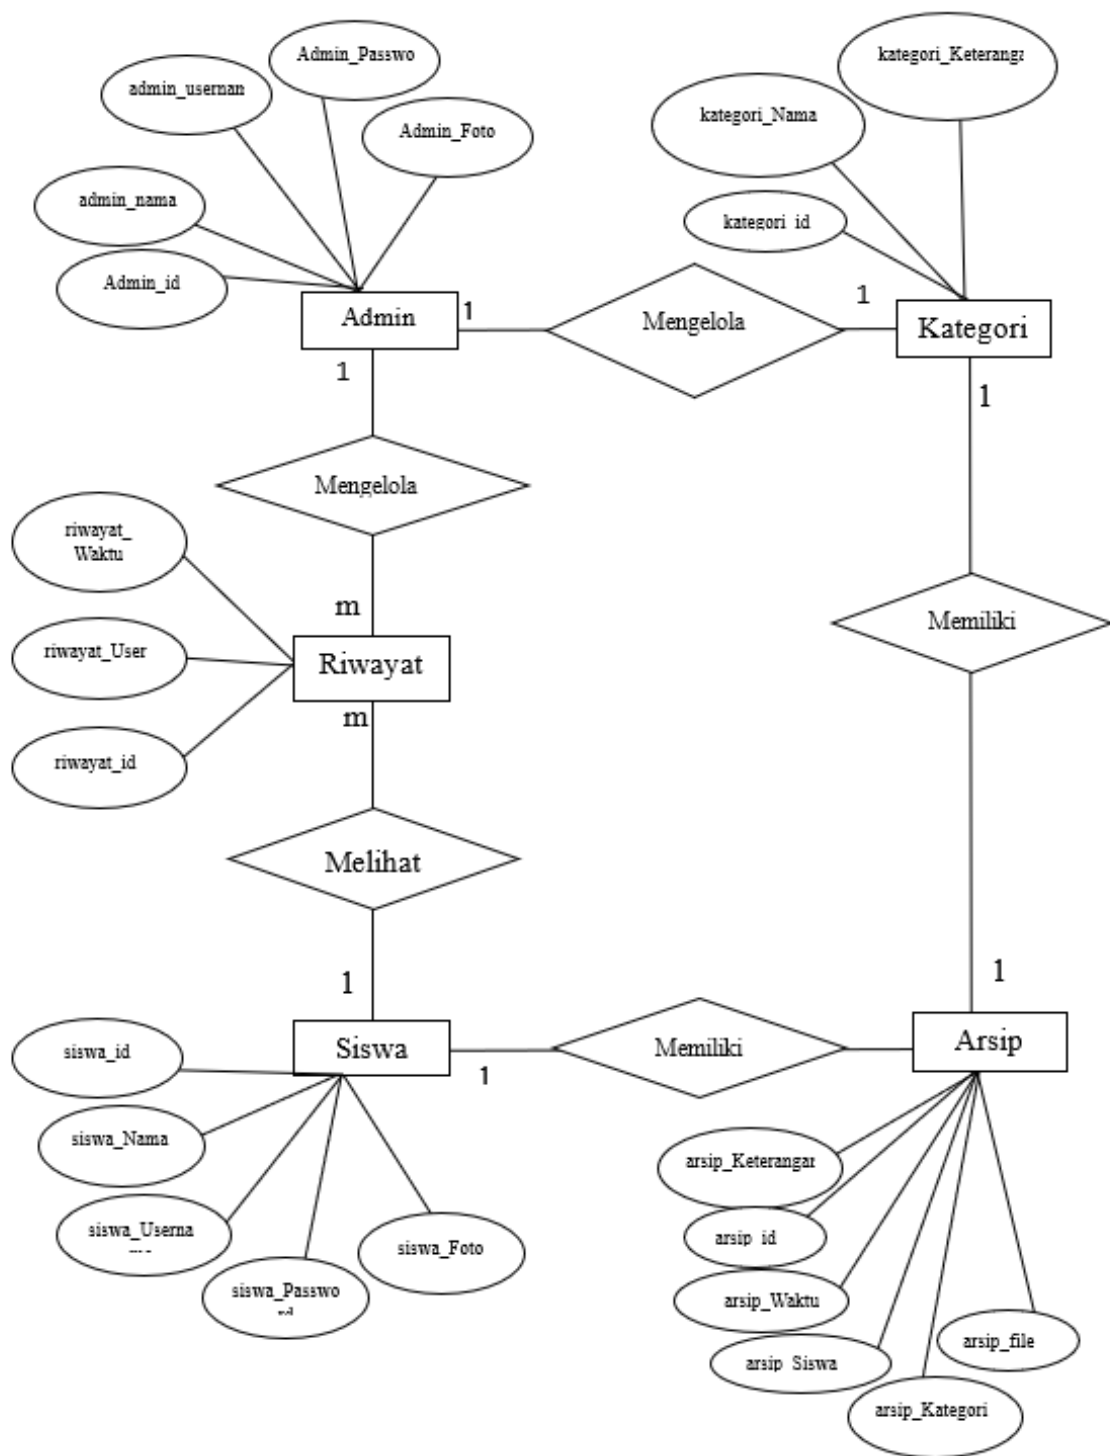 Admin_Passwo
kategori_Keteranga
admin_usernan
kategori_Nama
Admin_Foto
admin_nama
kategori_id
Admin_id
Admin
1
Mengelola
1
Kategori
1
1
Mengelola
riwayat_
Waktu
m
Memiliki
riwayat_User
Riwayat
m
riwayat_id
Melihat
1
1
siswa_id
Siswa
1
Memiliki
Arsip
siswa_Nama
arsip_Keterangar
siswa_Userna
siswa_Foto
arsip_id
siswa_Passwo
arsip_Waktu
arsip_file
arsip_Siswa
arsip_Kategori